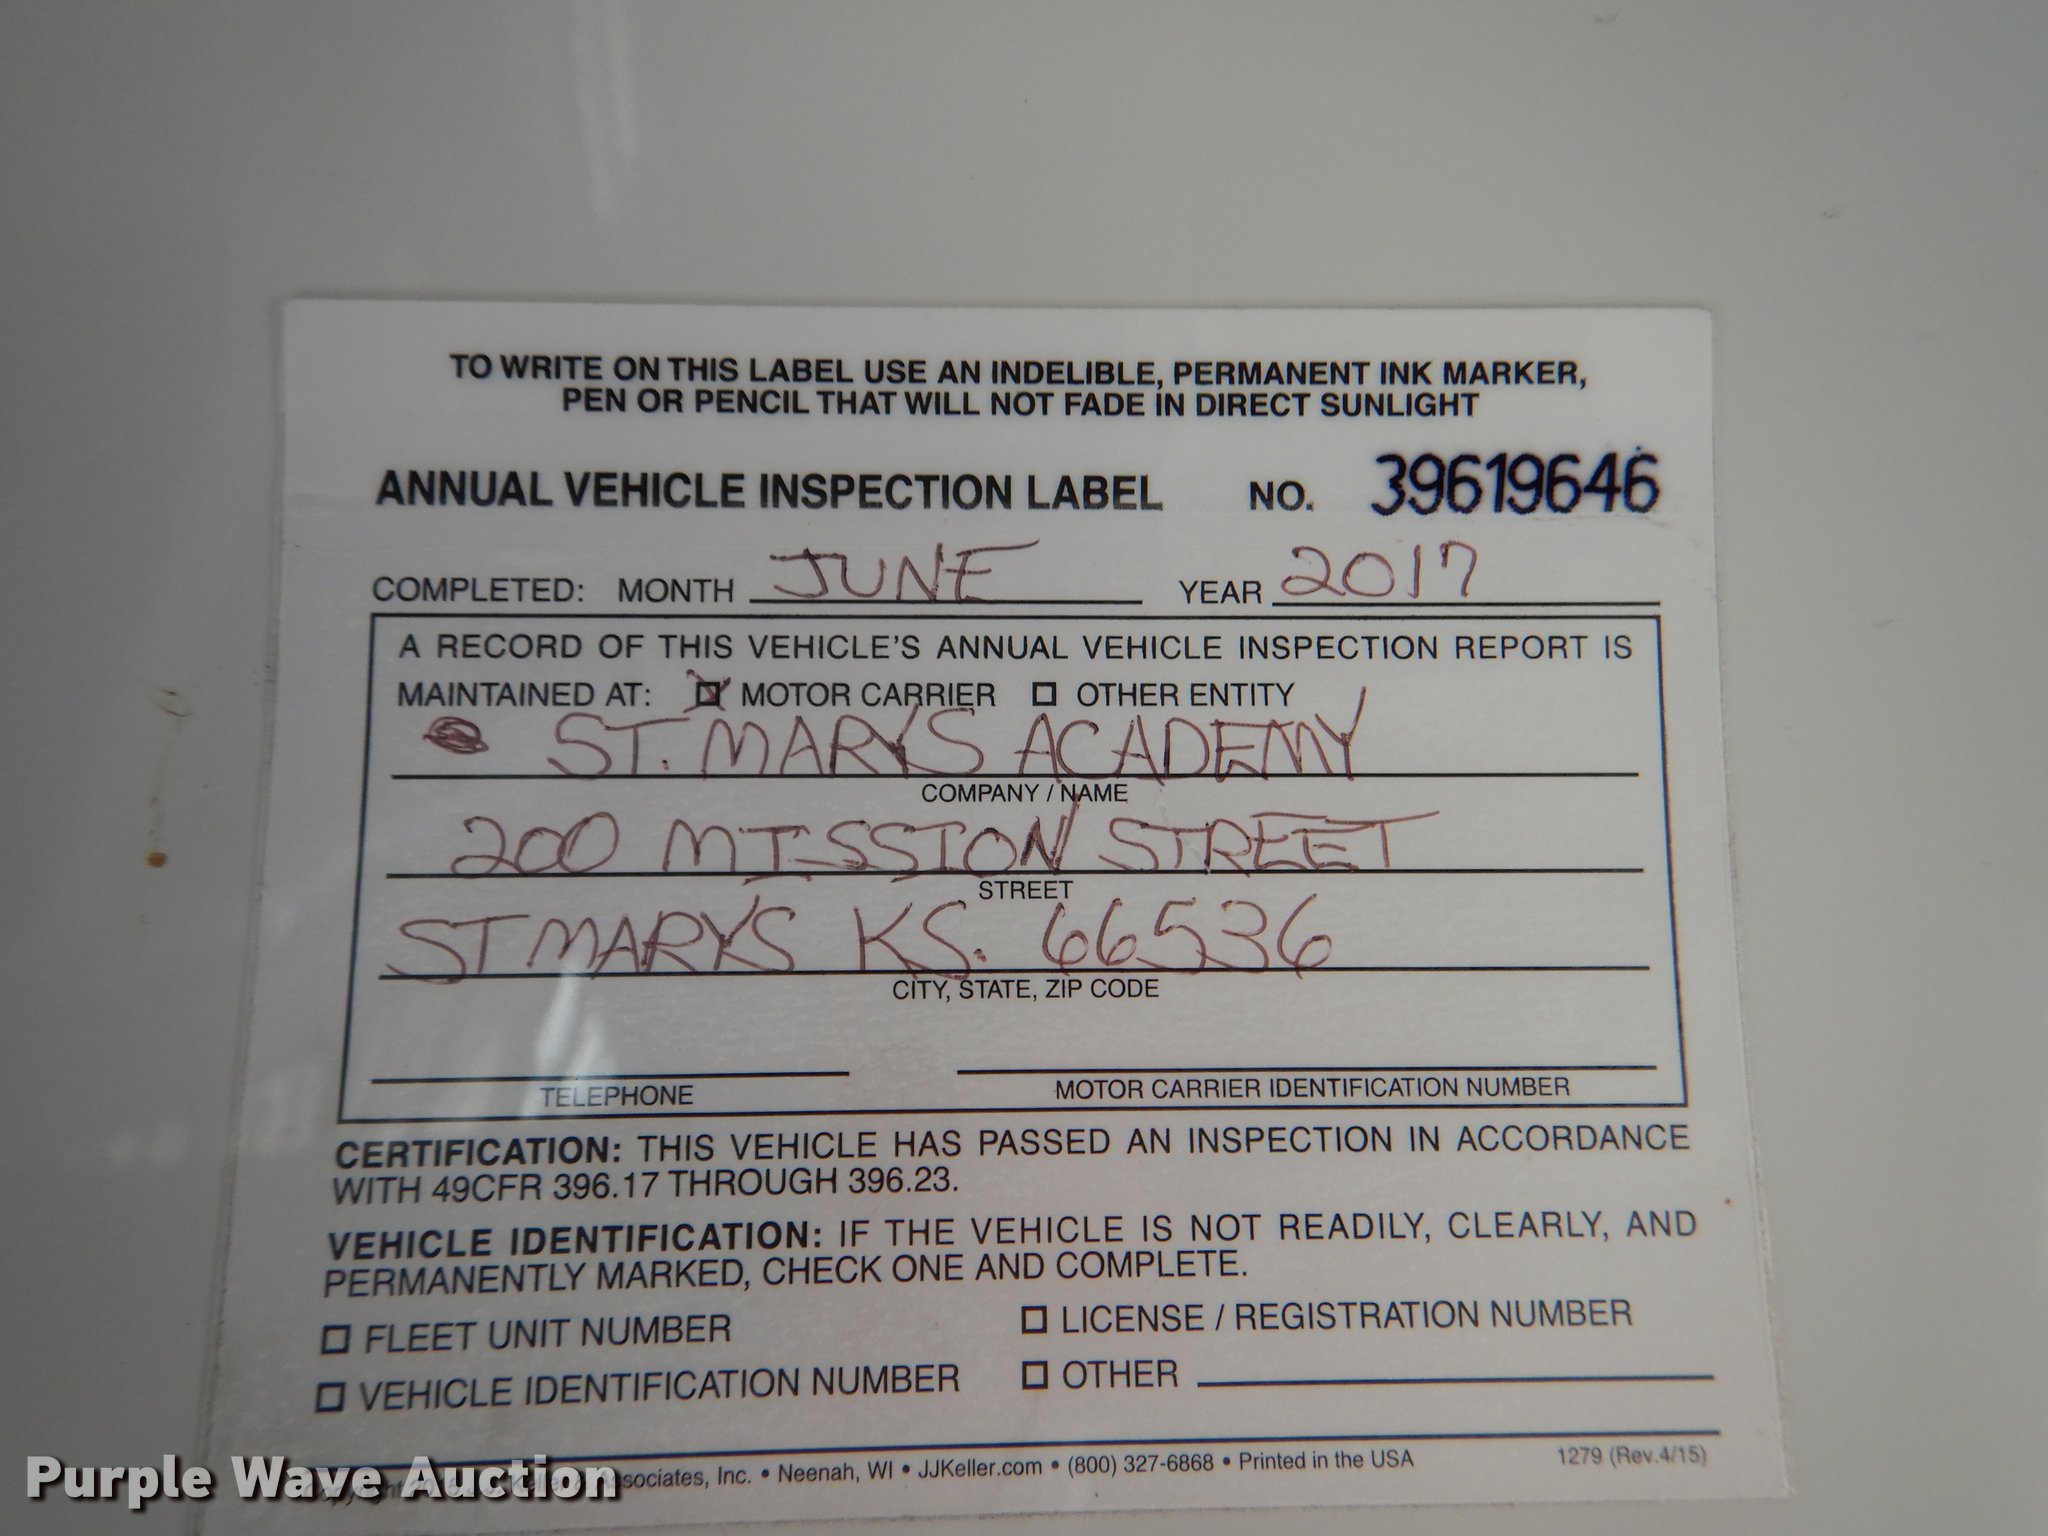 TO WRITE ON THIS LABEL USE AN INDELIBLE, PERMANENT INK MARKER,
PEN OR PENCIL THAT WILL NOT FADE IN DIRECT SUNLIGHT
ANNUAL VEHICLE INSPECTION LABEL NO. 39619646
COMPLETED: MONTH JUNE YEAR 2017
A RECORD OF THIS VEHICLE'S ANNUAL VEHICLE INSPECTION REPORT IS
MAINTAINED AT: MOTOR CARRIER OTHER ENTITY
ST. MARYS ACADEMY
COMPANY / NAME
200 MISSION STREET
STREET
ST MARYS KS. 66536
CITY, STATE, ZIP CODE
TELEPHONE MOTOR CARRIER IDENTIFICATION NUMBER
CERTIFICATION: THIS VEHICLE HAS PASSED AN INSPECTION IN ACCORDANCE
WITH 49CFR 396.17 THROUGH 396.23.
VEHICLE IDENTIFICATION: IF THE VEHICLE IS NOT READILY, CLEARLY, AND
PERMANENTLY MARKED, CHECK ONE AND COMPLETE.
FLEET UNIT NUMBER LICENSE / REGISTRATION NUMBER
VEHICLE IDENTIFICATION NUMBER OTHER
Associates, Inc. • Neenah, WI • JJKeller.com • (800) 327-6868 • Printed in the USA 1279 (Rev.4/15)
Purple Wave Auction